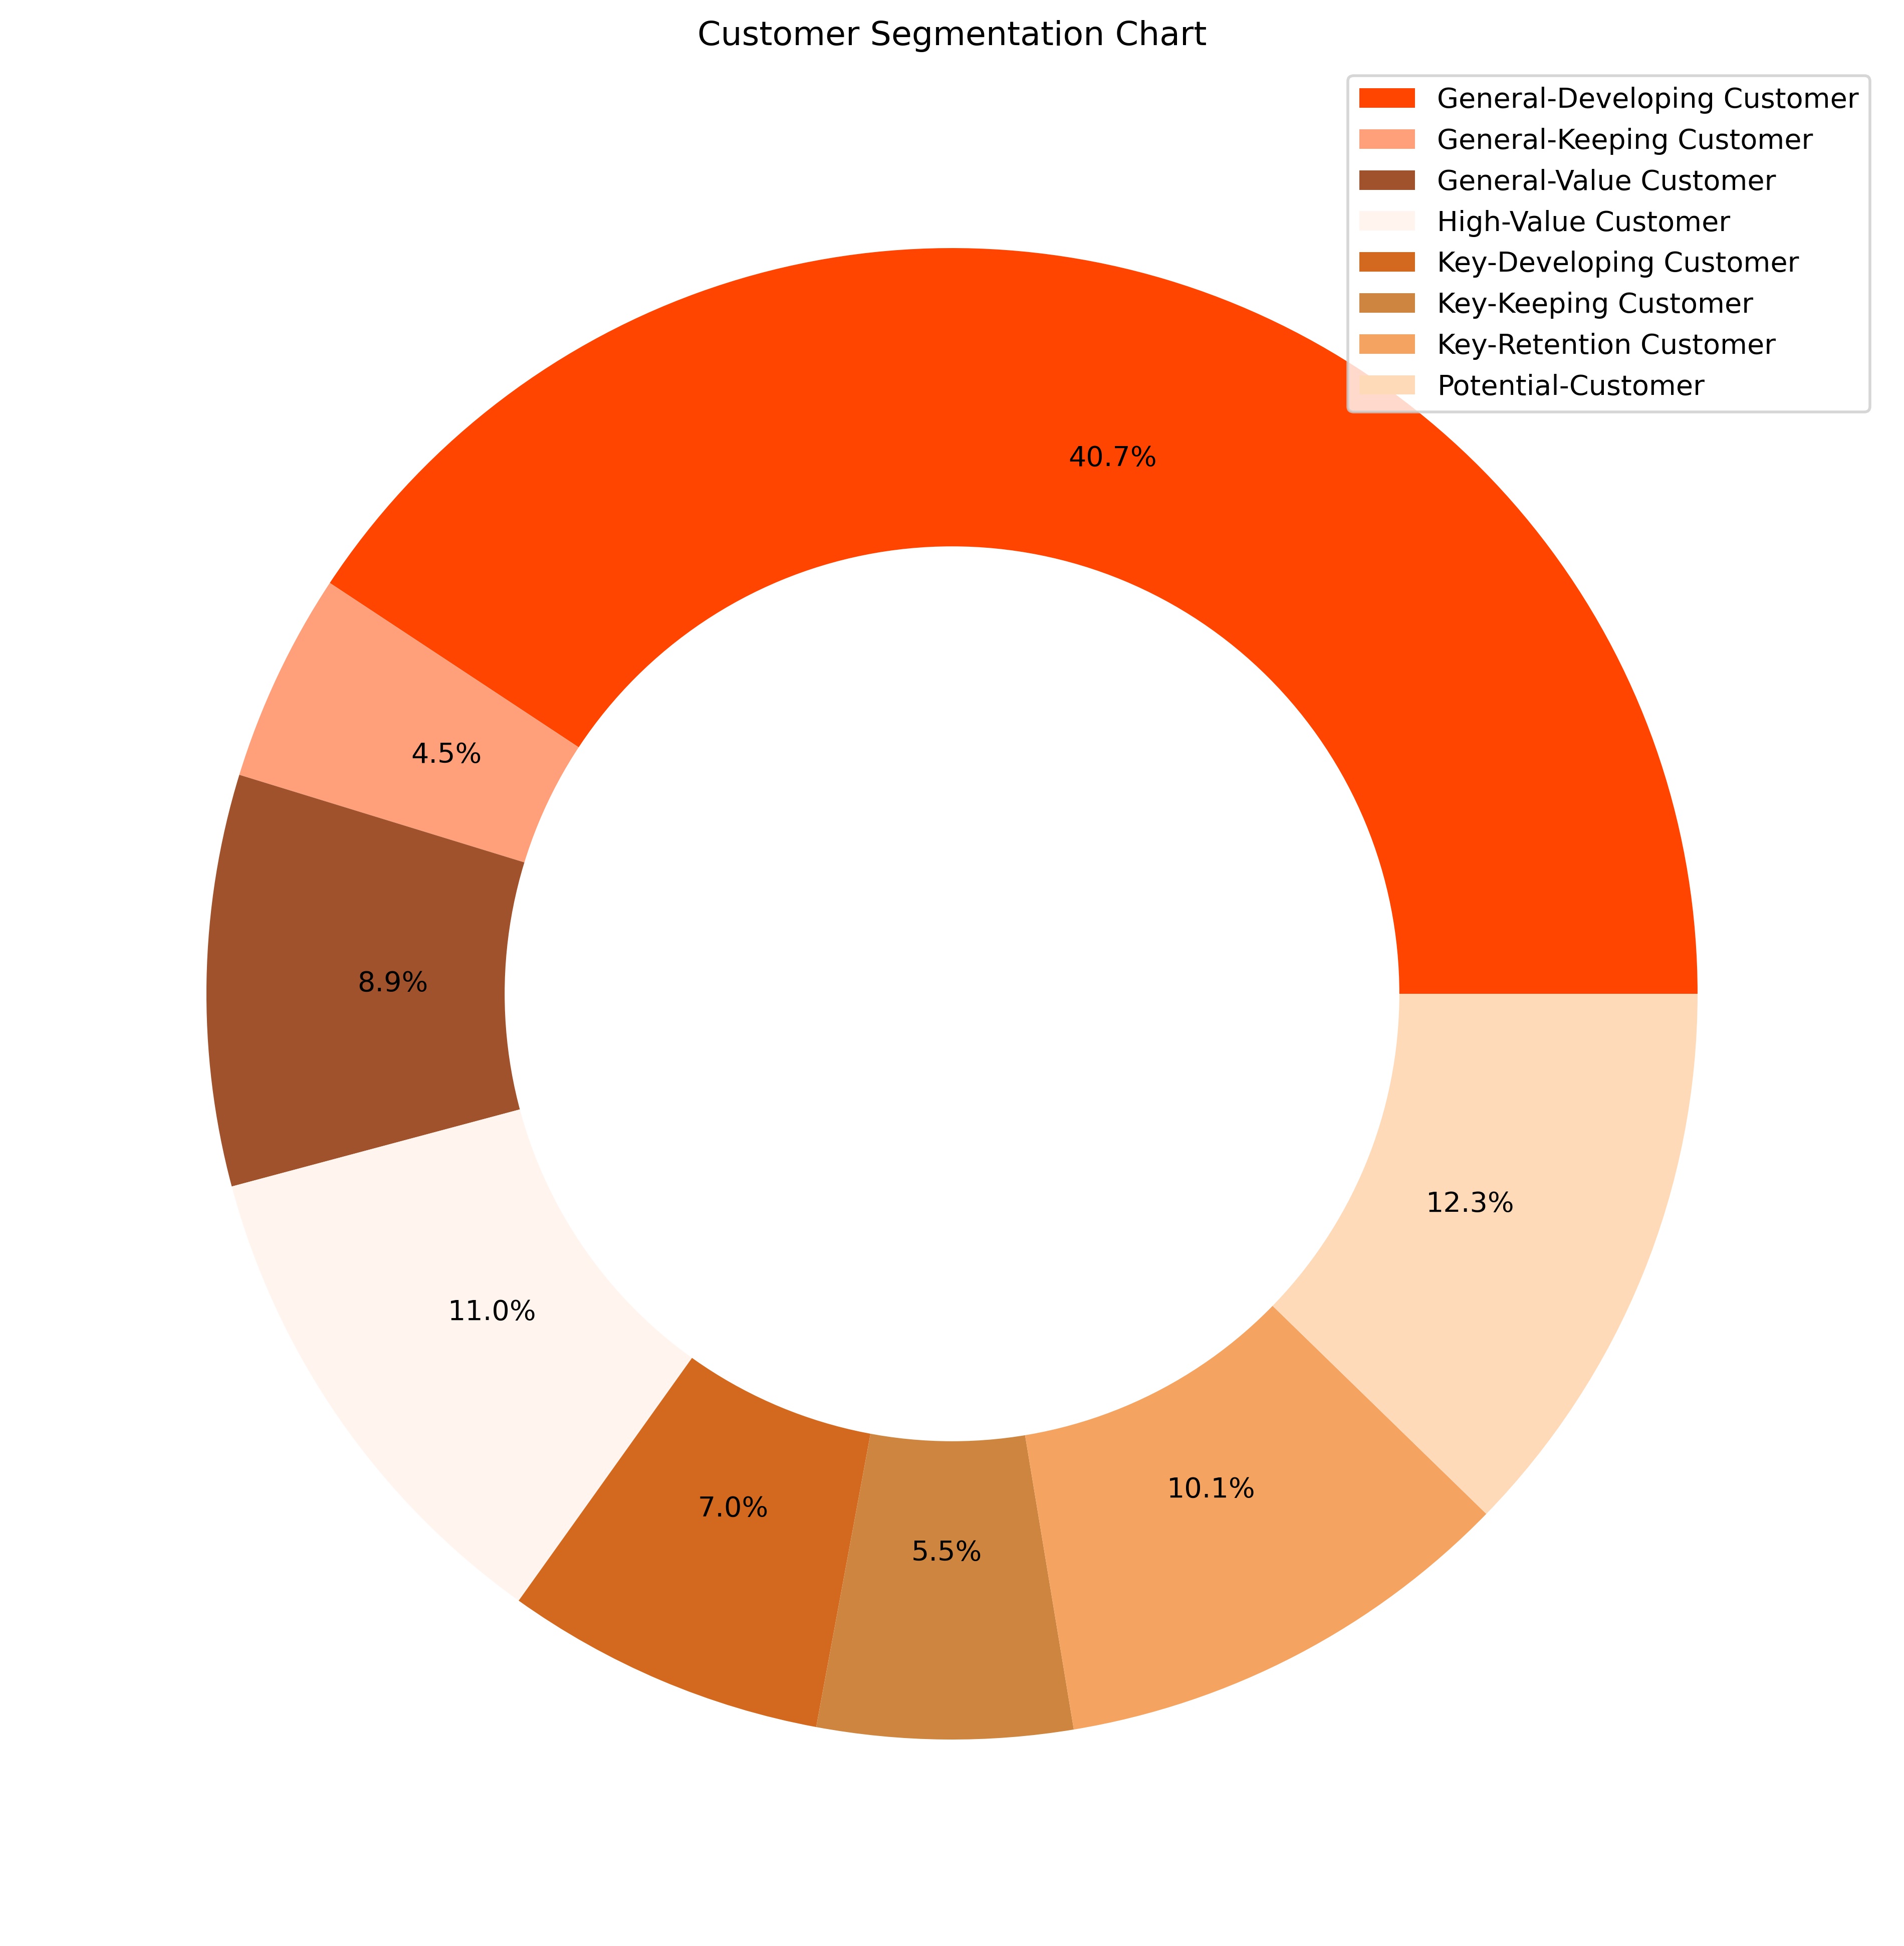 Customer Segmentation Chart
General-Developing Customer
General-Keeping Customer
General-Value Customer
High-Value Customer
Key-Developing Customer
Key-Keeping Customer
Key-Retention Customer
Potential-Customer
40.7%
4.5%
8.9%
11.0%
7.0%
5.5%
10.1%
12.3%